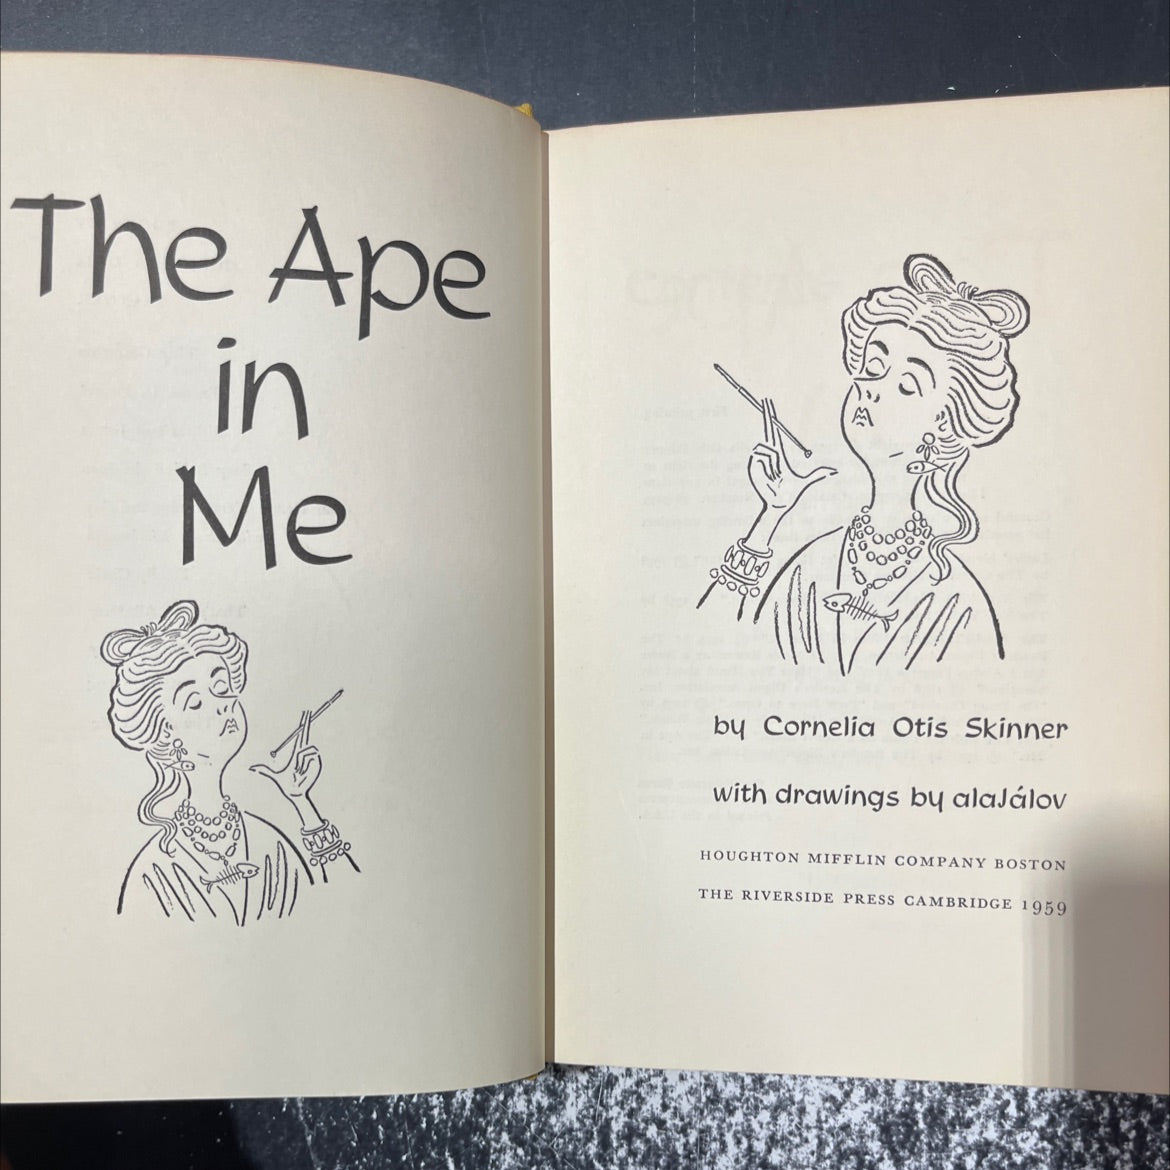 The Ape
in
Me
by Cornelia Otis Skinner
with drawings by alaJálov
HOUGHTON MIFFLIN COMPANY BOSTON
THE RIVERSIDE PRESS CAMBRIDGE 1959